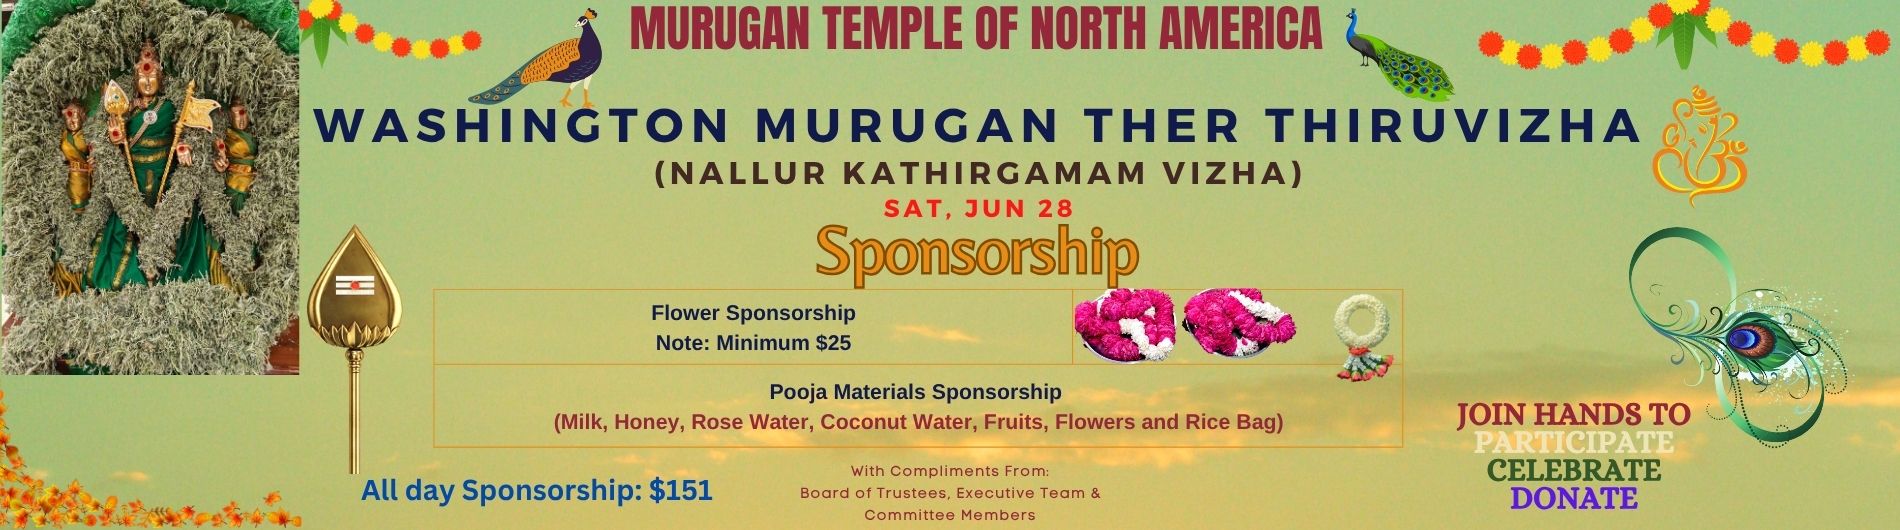 MURUGAN TEMPLE OF NORTH AMERICA
WASHINGTON MURUGAN THER THIRUVIZHA
(NALLUR KATHIRGAMAM VIZHA)
SAT, JUN 28
Sponsorship
Flower Sponsorship
Note: Minimum $25
Pooja Materials Sponsorship
(Milk, Honey, Rose Water, Coconut Water, Fruits, Flowers and Rice Bag)
All day Sponsorship: $151
With Compliments From:
Board of Trustees, Executive Team &
Committee Members
JOIN HANDS TO
PARTICIPATE
CELEBRATE
DONATE